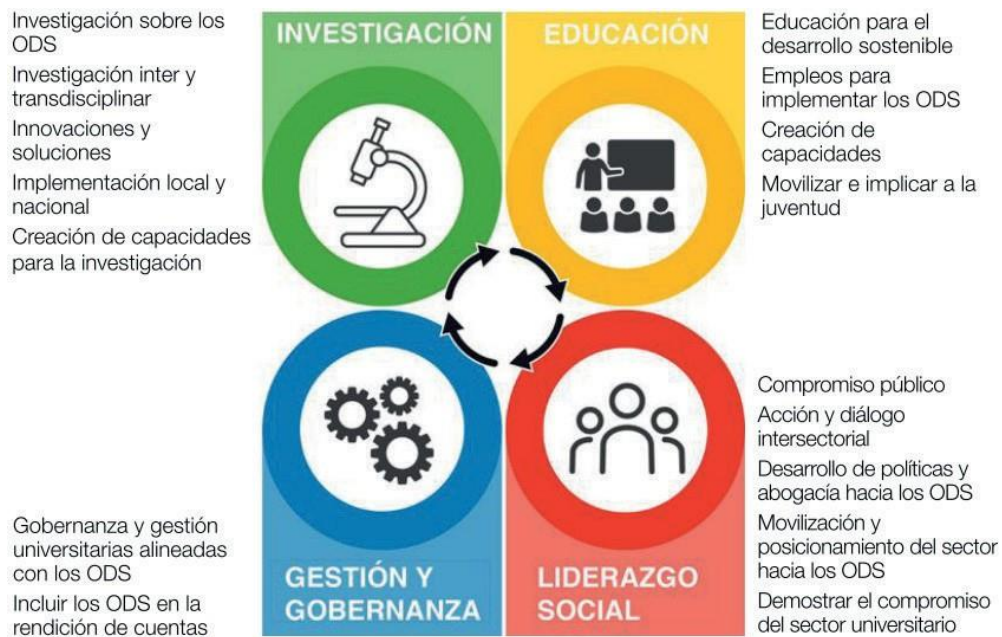 INVESTIGACIÓN
Investigación sobre los
ODS
Investigación inter y
transdisciplinar
Innovaciones y
soluciones
Implementación local y
nacional
Creación de capacidades
para la investigación
EDUCACIÓN
Educación para el
desarrollo sostenible
Empleos para
implementar los ODS
Creación de
capacidades
Movilizar e implicar a la
juventud
Gobernanza y gestión
universitarias alineadas
con los ODS
Incluir los ODS en la
rendición de cuentas
GESTIÓN Y
GOBERNANZA
LIDERAZGO
SOCIAL
Compromiso público
Acción y diálogo
intersectorial
Desarrollo de políticas y
abogacía hacia los ODS
Movilización y
posicionamiento del sector
hacia los ODS
Demostrar el compromiso
del sector universitario